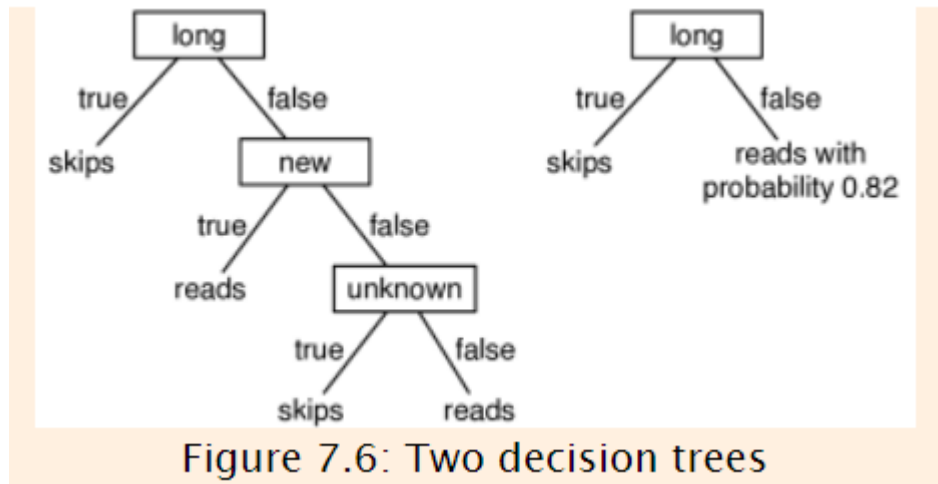 long
true
false
skips
new
true
false
reads
unknown
true
false
skips
reads
long
true
false
skips
reads with
probability 0.82
Figure 7.6: Two decision trees